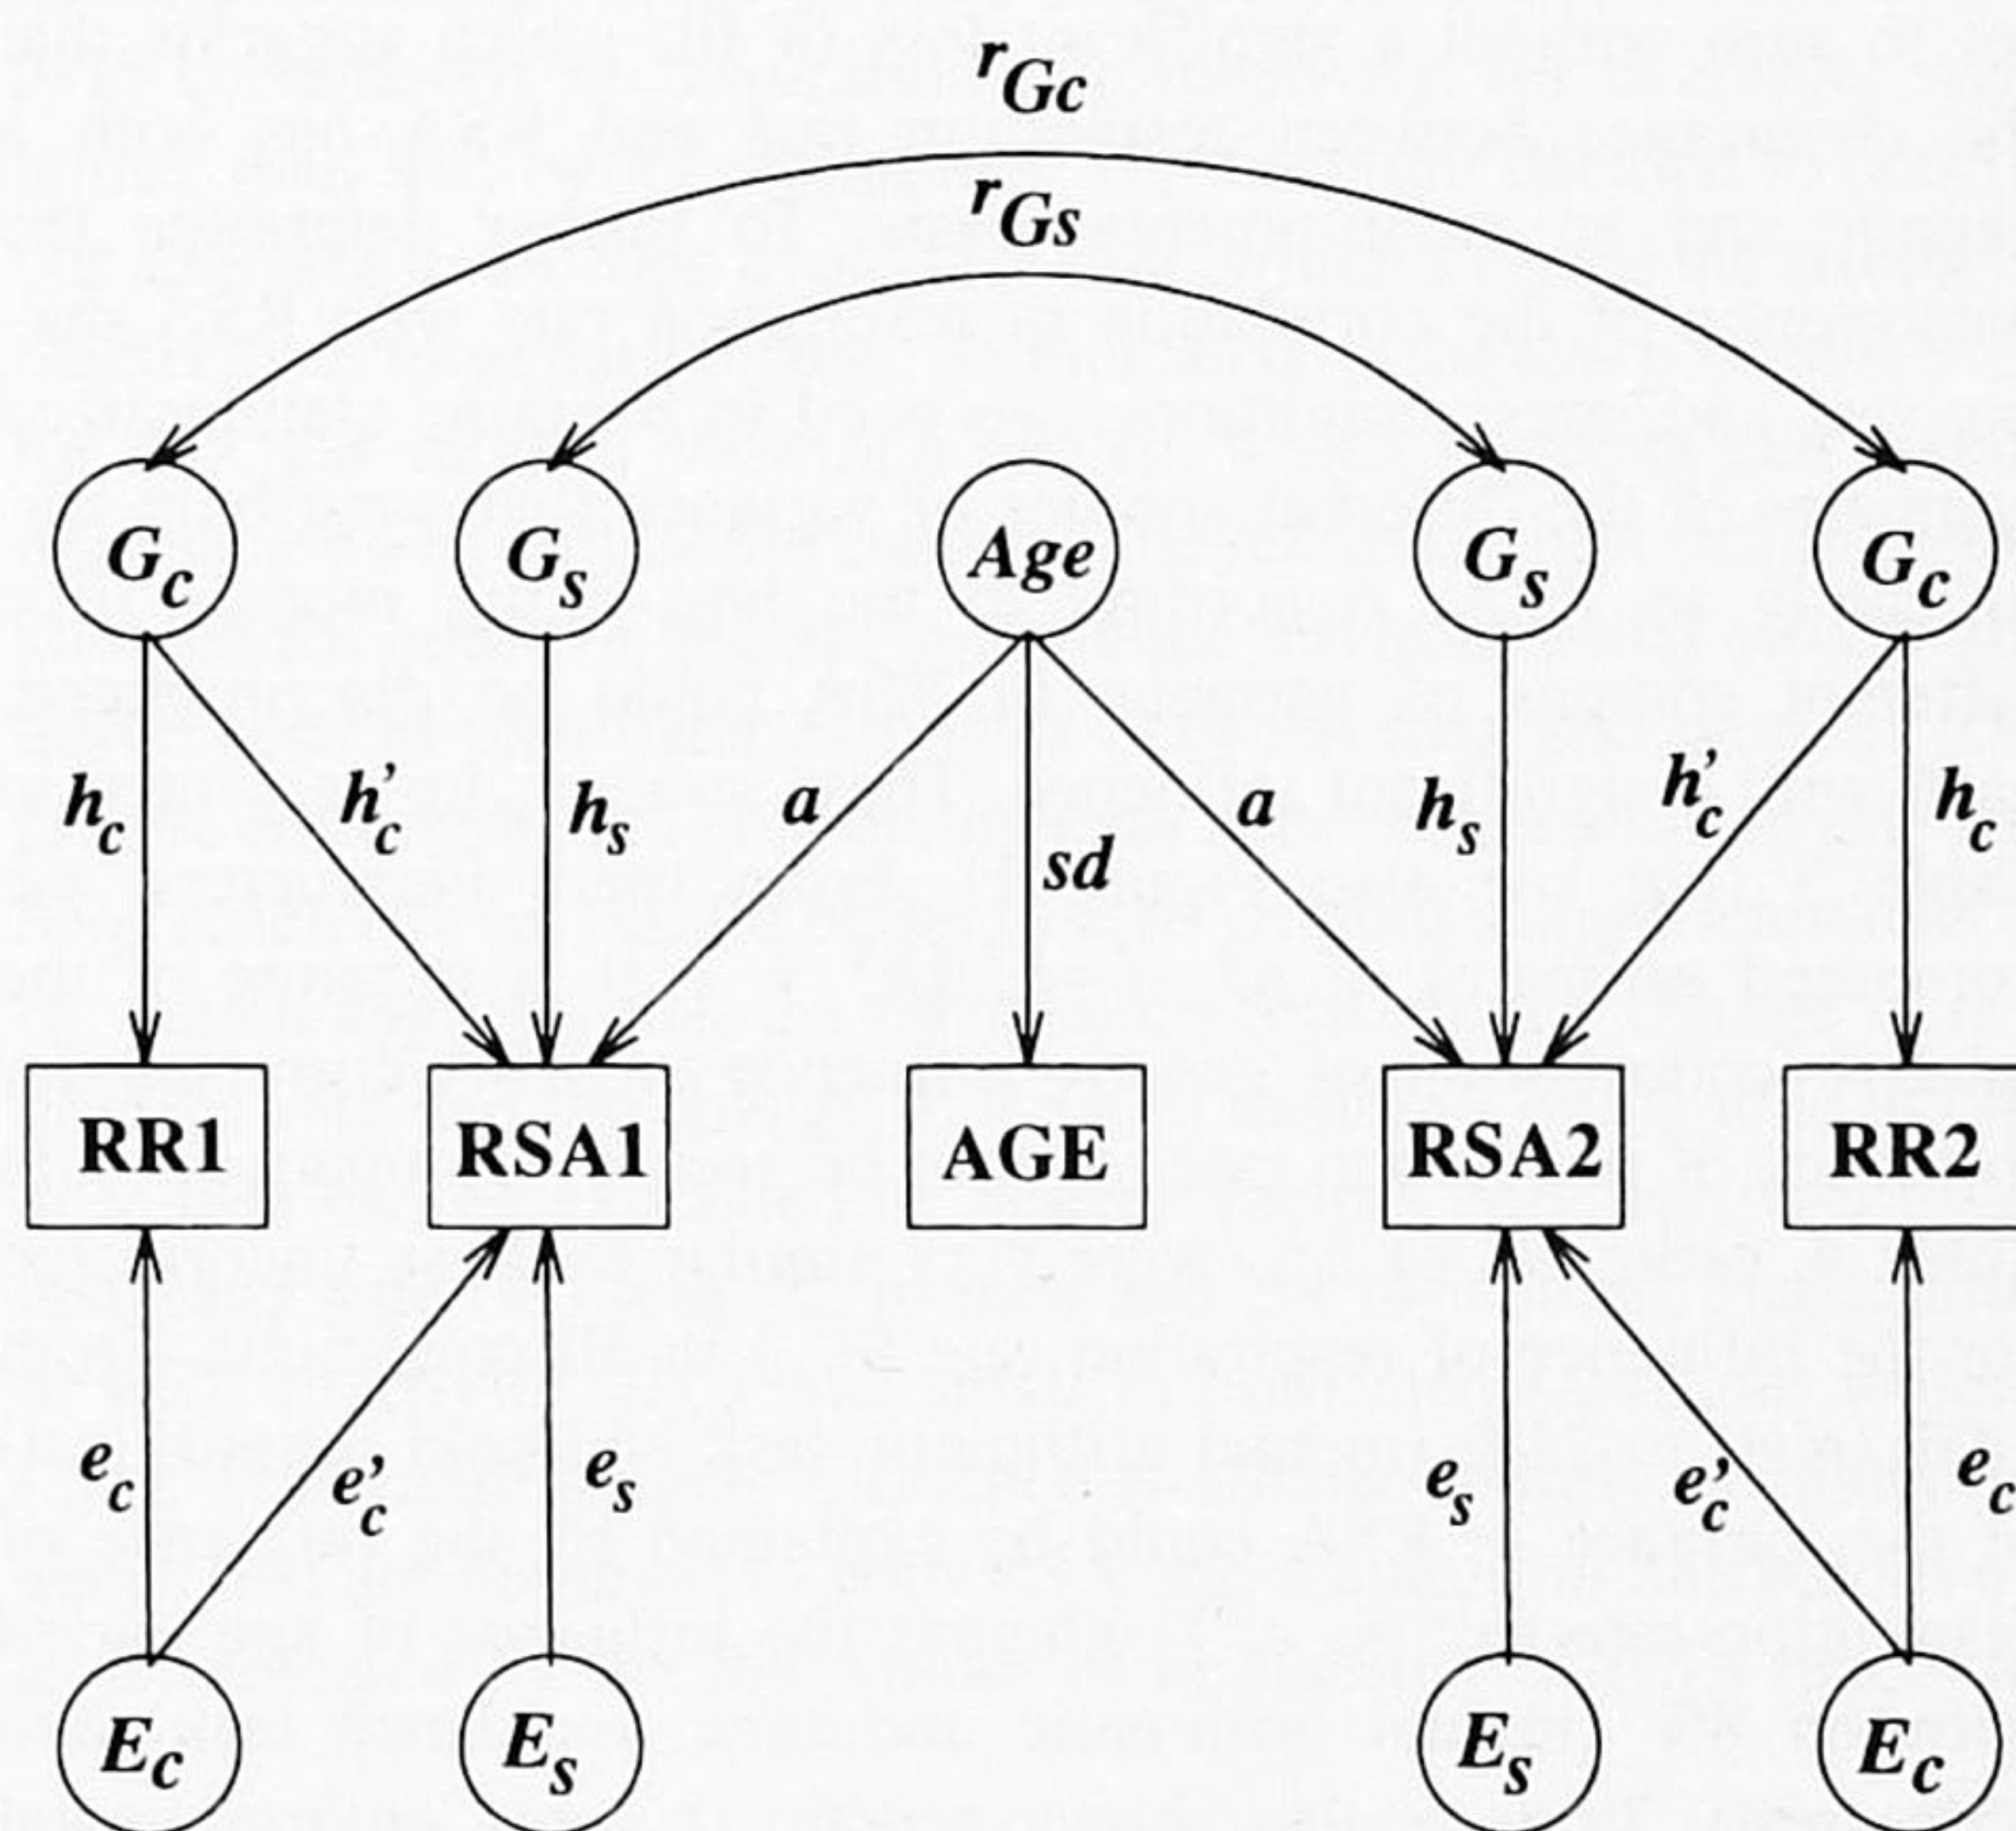 rGc
rGs
Gc Gs Age Gs Gc
hc h'c hs a sd a hs h'c hc
RR1 RSA1 AGE RSA2 RR2
ec e'c es es e'c ec
Ec Es Es Ec